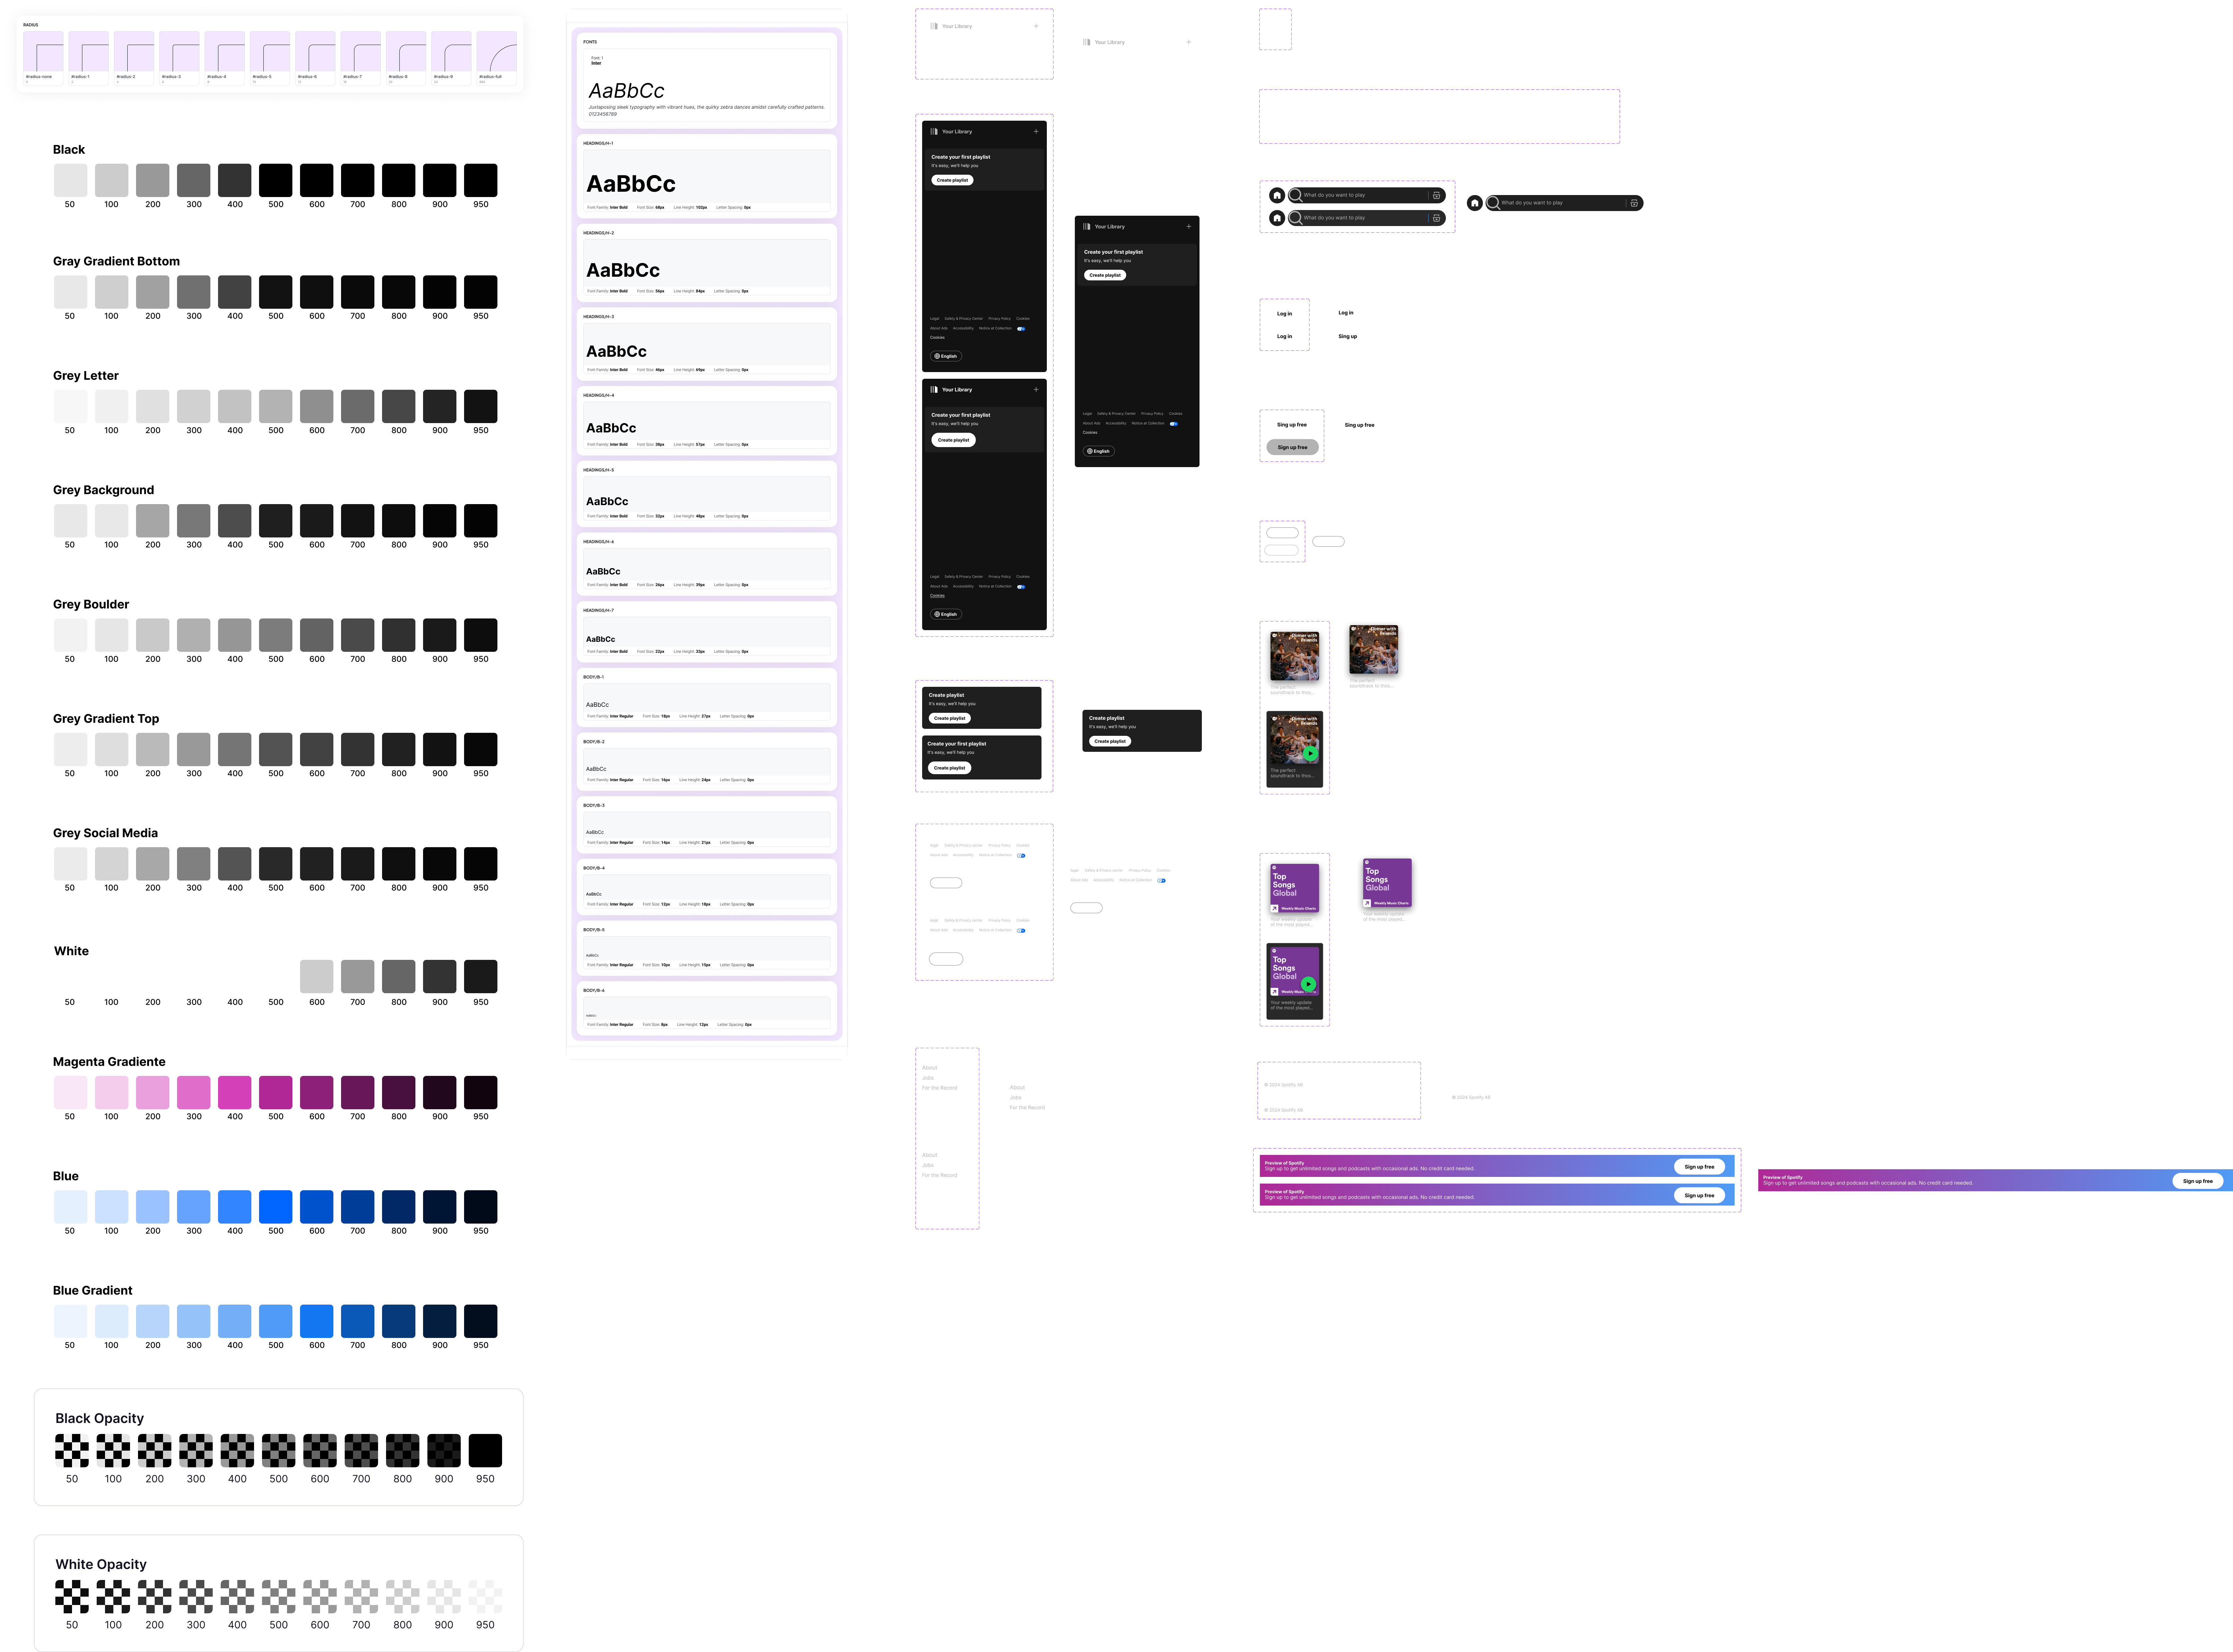 RADIUS
#radius-none #radius-1 #radius-2 #radius-3 #radius-4 #radius-5 #radius-6 #radius-7 #radius-8 #radius-9 #radius-full
Black
50 100 200 300 400 500 600 700 800 900 950
Gray Gradient Bottom
50 100 200 300 400 500 600 700 800 900 950
Grey Letter
50 100 200 300 400 500 600 700 800 900 950
Grey Background
50 100 200 300 400 500 600 700 800 900 950
Grey Boulder
50 100 200 300 400 500 600 700 800 900 950
Grey Gradient Top
50 100 200 300 400 500 600 700 800 900 950
Grey Social Media
50 100 200 300 400 500 600 700 800 900 950
White
50 100 200 300 400 500 600 700 800 900 950
Magenta Gradiente
50 100 200 300 400 500 600 700 800 900 950
Blue
50 100 200 300 400 500 600 700 800 900 950
Blue Gradient
50 100 200 300 400 500 600 700 800 900 950
Black Opacity
50 100 200 300 400 500 600 700 800 900 950
White Opacity
50 100 200 300 400 500 600 700 800 900 950
FONTS
Font: 1
Inter
AaBbCc
Juxtaposing sleek typography with vibrant hues, the quirky zebra dances amidst carefully crafted patterns.
0123456789
HEADINGS/H-1
AaBbCc
Font Family: Inter Bold Font Size: 68px Line Height: 102px Letter Spacing: 0px
HEADINGS/H-2
AaBbCc
Font Family: Inter Bold Font Size: 56px Line Height: 84px Letter Spacing: 0px
HEADINGS/H-3
AaBbCc
Font Family: Inter Bold Font Size: 46px Line Height: 69px Letter Spacing: 0px
HEADINGS/H-4
AaBbCc
Font Family: Inter Bold Font Size: 38px Line Height: 57px Letter Spacing: 0px
HEADINGS/H-5
AaBbCc
Font Family: Inter Bold Font Size: 32px Line Height: 48px Letter Spacing: 0px
HEADINGS/H-6
AaBbCc
Font Family: Inter Bold Font Size: 26px Line Height: 39px Letter Spacing: 0px
HEADINGS/H-7
AaBbCc
Font Family: Inter Bold Font Size: 22px Line Height: 33px Letter Spacing: 0px
BODY/B-1
AaBbCc
Font Family: Inter Regular Font Size: 18px Line Height: 27px Letter Spacing: 0px
BODY/B-2
AaBbCc
Font Family: Inter Regular Font Size: 16px Line Height: 24px Letter Spacing: 0px
BODY/B-3
AaBbCc
Font Family: Inter Regular Font Size: 14px Line Height: 21px Letter Spacing: 0px
BODY/B-4
AaBbCc
Font Family: Inter Regular Font Size: 12px Line Height: 18px Letter Spacing: 0px
BODY/B-5
AaBbCc
Font Family: Inter Regular Font Size: 10px Line Height: 15px Letter Spacing: 0px
BODY/B-6
AaBbCc
Font Family: Inter Regular Font Size: 8px Line Height: 12px Letter Spacing: 0px
Your Library
Your Library
Your Library
Create your first playlist
It's easy, we'll help you
Create playlist
Legal Safety & Privacy Center Privacy Policy Cookies
About Ads Accessibility Notice at Collection
Cookies
English
Your Library
Create your first playlist
It's easy, we'll help you
Create playlist
Legal Safety & Privacy Center Privacy Policy Cookies
About Ads Accessibility Notice at Collection
Cookies
English
Your Library
Create your first playlist
It's easy, we'll help you
Create playlist
Legal Safety & Privacy Center Privacy Policy Cookies
About Ads Accessibility Notice at Collection
Cookies
English
Create playlist
It's easy, we'll help you
Create playlist
Create your first playlist
It's easy, we'll help you
Create playlist
Create playlist
It's easy, we'll help you
Create playlist
legal Safety & Privacy center Privacy Policy Cookies
About Ads Accessibility Notice at Collection
legal Safety & Privacy center Privacy Policy Cookies
About Ads Accessibility Notice at Collection
legal Safety & Privacy center Privacy Policy Cookies
About Ads Accessibility Notice at Collection
About
Jobs
For the Record
About
Jobs
For the Record
About
Jobs
For the Record
What do you want to play
What do you want to play
What do you want to play
Log in
Log in
Log in
Sing up
Sing up free
Sign up free
Sing up free
Dinner with
Friends
The perfect
soundtrack to thos...
Dinner with
Friends
The perfect
soundtrack to thos...
Dinner with
Friends
The perfect
soundtrack to thos...
Top
Songs
Global
Weekly Music Charts
Your weekly update
of the most played...
Top
Songs
Global
Weekly Music Charts
Your weekly update
of the most played...
Top
Songs
Global
Weekly Music
Your weekly update
of the most played...
© 2024 Spotify AB
© 2024 Spotify AB
© 2024 Spotify AB
Preview of Spotify
Sign up to get unlimited songs and podcasts with occasional ads. No credit card needed.
Sign up free
Preview of Spotify
Sign up to get unlimited songs and podcasts with occasional ads. No credit card needed.
Sign up free
Preview of Spotify
Sign up to get unlimited songs and podcasts with occasional ads. No credit card needed.
Sign up free